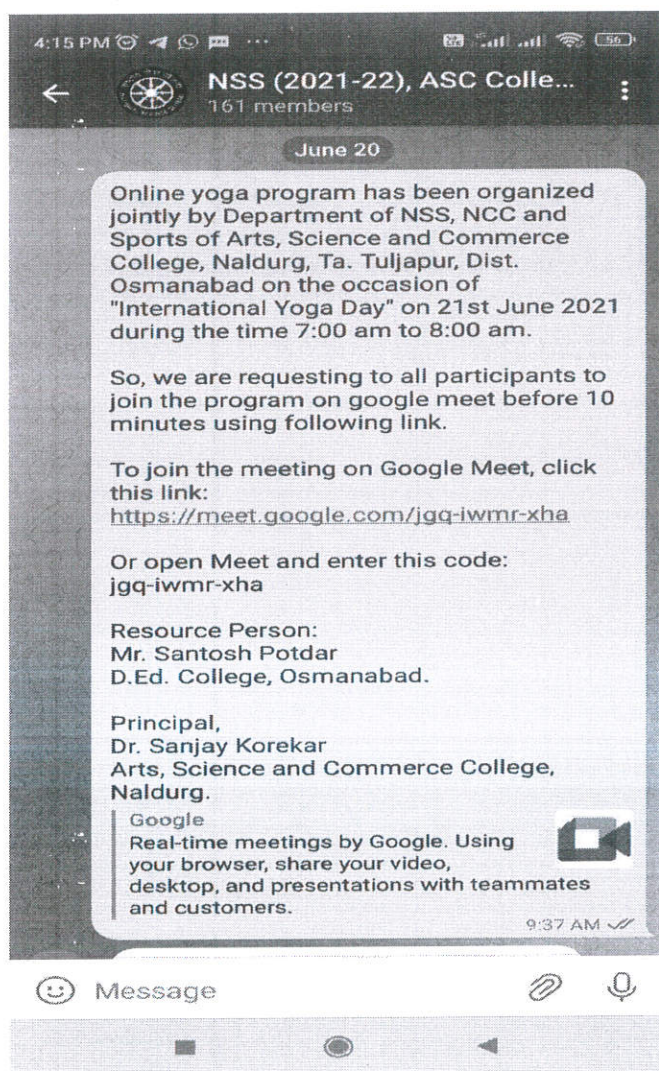 4:15 PM
56
NSS (2021-22), ASC Colle...
161 members
June 20
Online yoga program has been organized
jointly by Department of NSS, NCC and
Sports of Arts, Science and Commerce
College, Naldurg, Ta. Tuljapur, Dist.
Osmanabad on the occasion of
"International Yoga Day" on 21st June 2021
during the time 7:00 am to 8:00 am.
So, we are requesting to all participants to
join the program on google meet before 10
minutes using following link.
To join the meeting on Google Meet, click
this link:
https://meet.google.com/jgq-iwmr-xha
Or open Meet and enter this code:
jgq-iwmr-xha
Resource Person:
Mr. Santosh Potdar
D.Ed. College, Osmanabad.
Principal,
Dr. Sanjay Korekar
Arts, Science and Commerce College,
Naldurg.
Google
Real-time meetings by Google. Using
your browser, share your video,
desktop, and presentations with teammates
and customers.
9:37 AM
Message